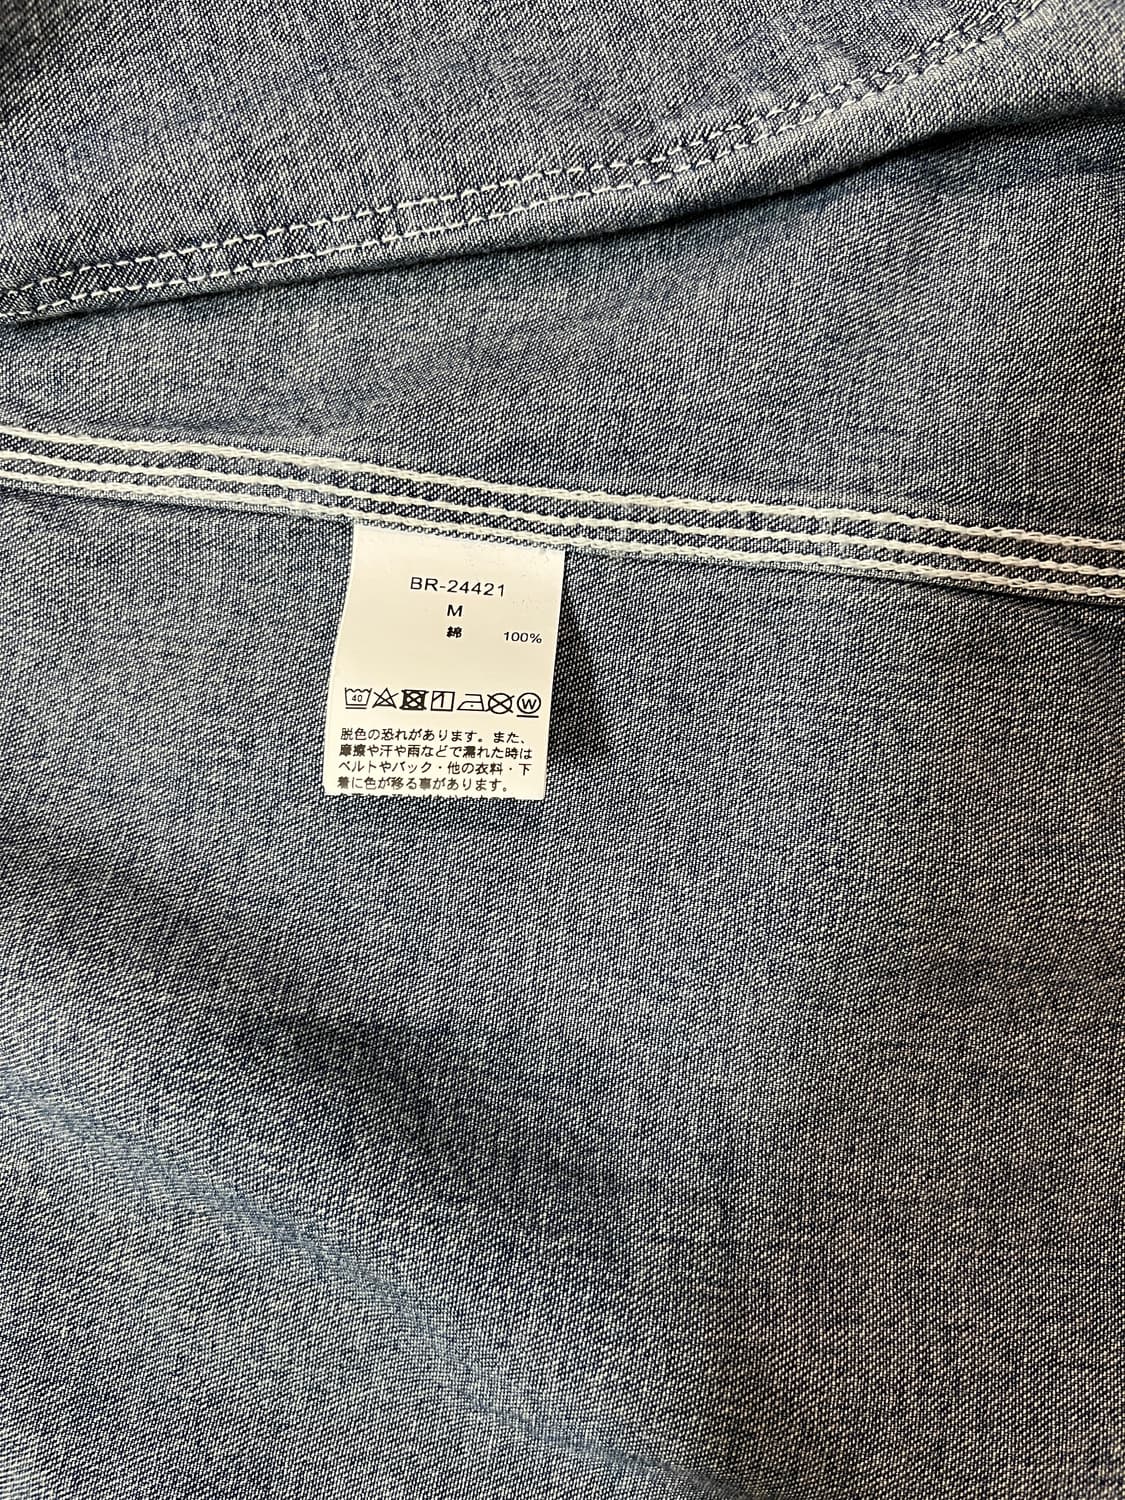 BR-24421
M
綿 100%
40 W
脱色の恐れがあります。また、
摩擦や汗や雨などで濡れた時は
ベルトやバック・他の衣料・下
着に色が移る事があります。